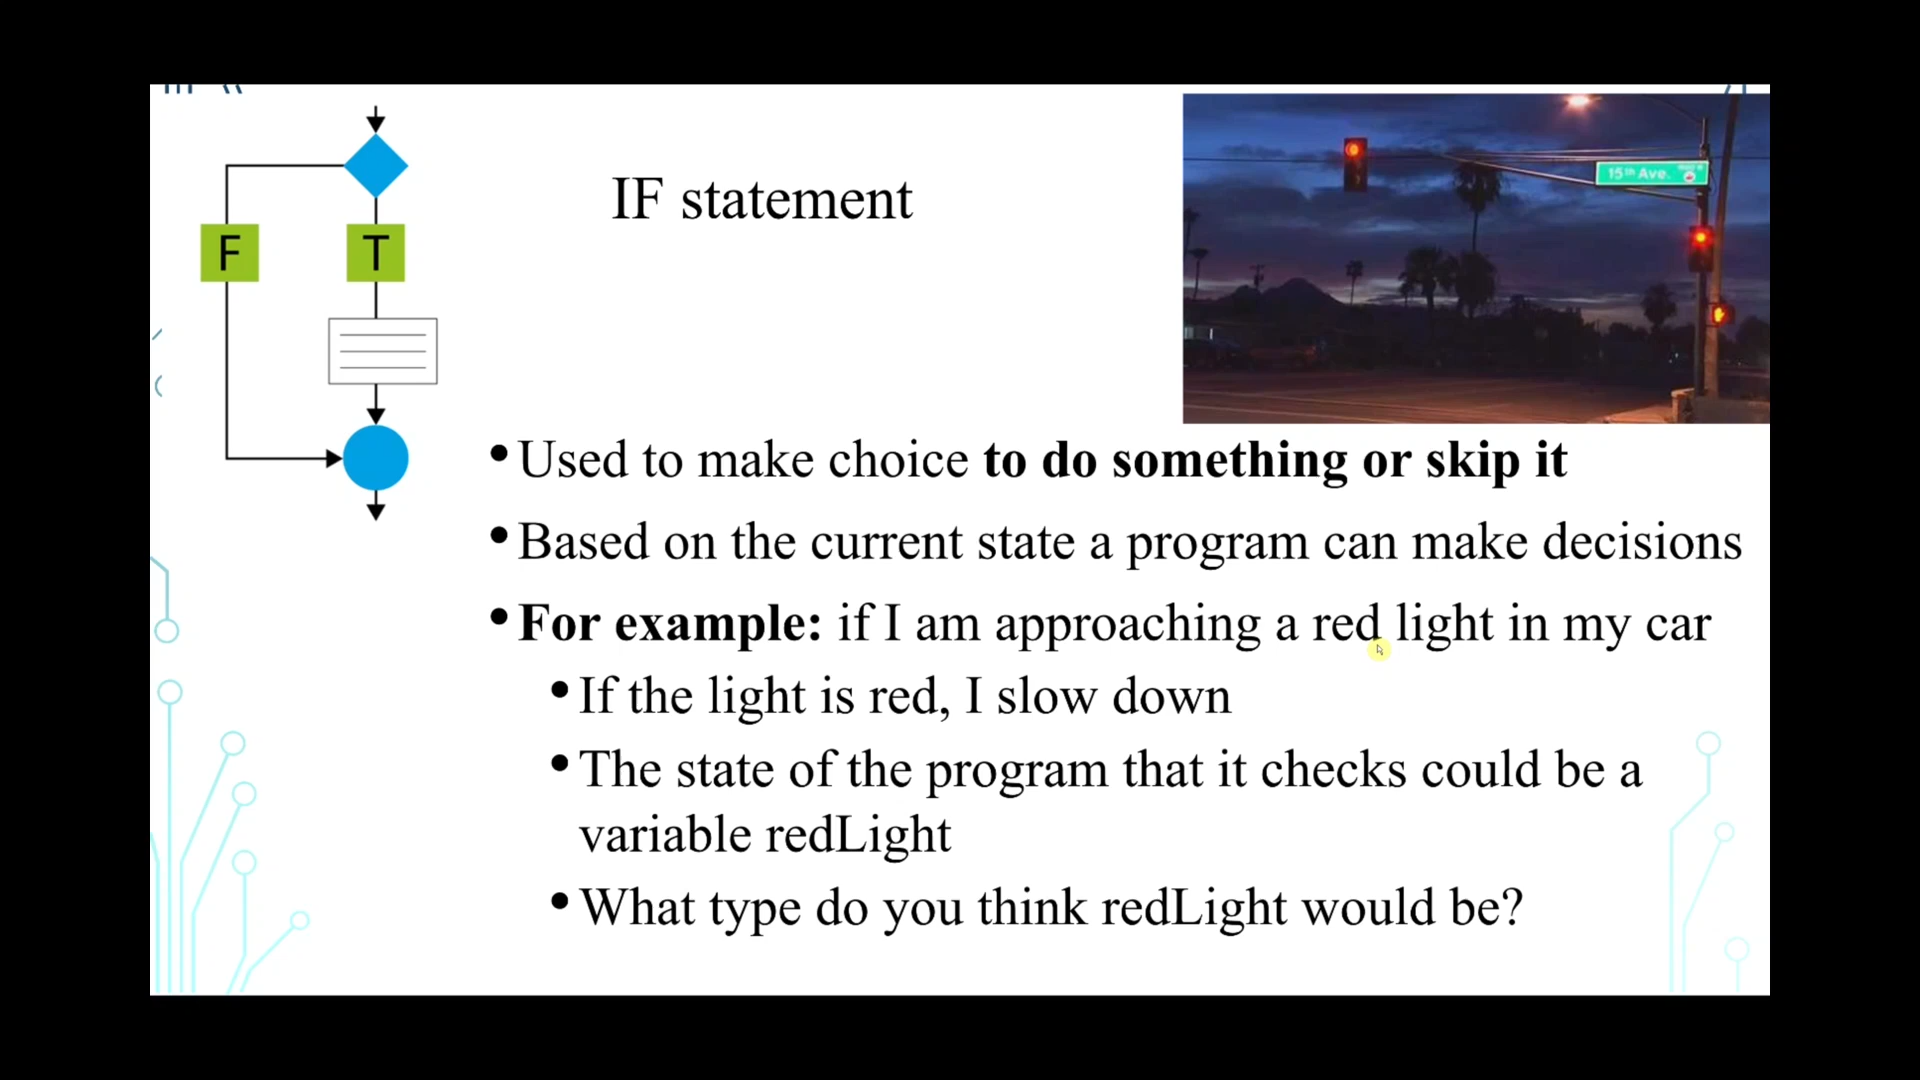 IF statement
F
T
15th Ave.
• Used to make choice to do something or skip it
• Based on the current state a program can make decisions
• For example: if I am approaching a red light in my car
• If the light is red, I slow down
• The state of the program that it checks could be a
variable redLight
• What type do you think redLight would be?